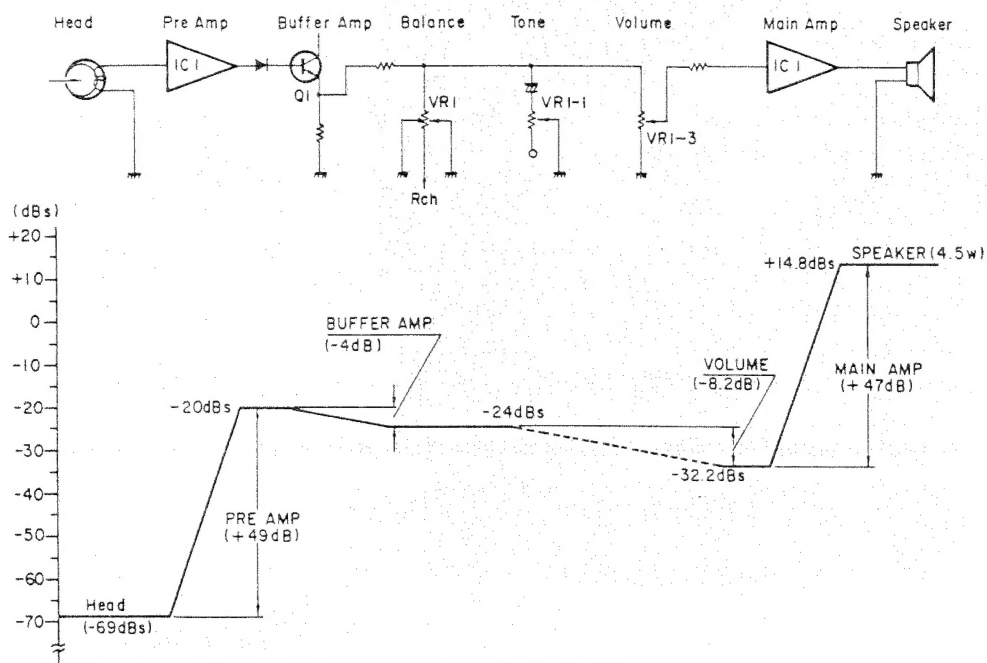 Head Pre Amp Buffer Amp Balance Tone Volume Main Amp Speaker
IC1
Q1
VR1
VR1-1
VR1-3
IC1
Rch
(dBs)
+20
+10
0
-10
-20
-30
-40
-50
-60
-70
BUFFER AMP
(-4dB)
-20dBs
-24dBs
VOLUME
(-8.2dB)
-32.2dBs
+14.8dBs
SPEAKER (4.5w)
MAIN AMP
(+47dB)
PRE AMP
(+49dB)
Head
(-69dBs)